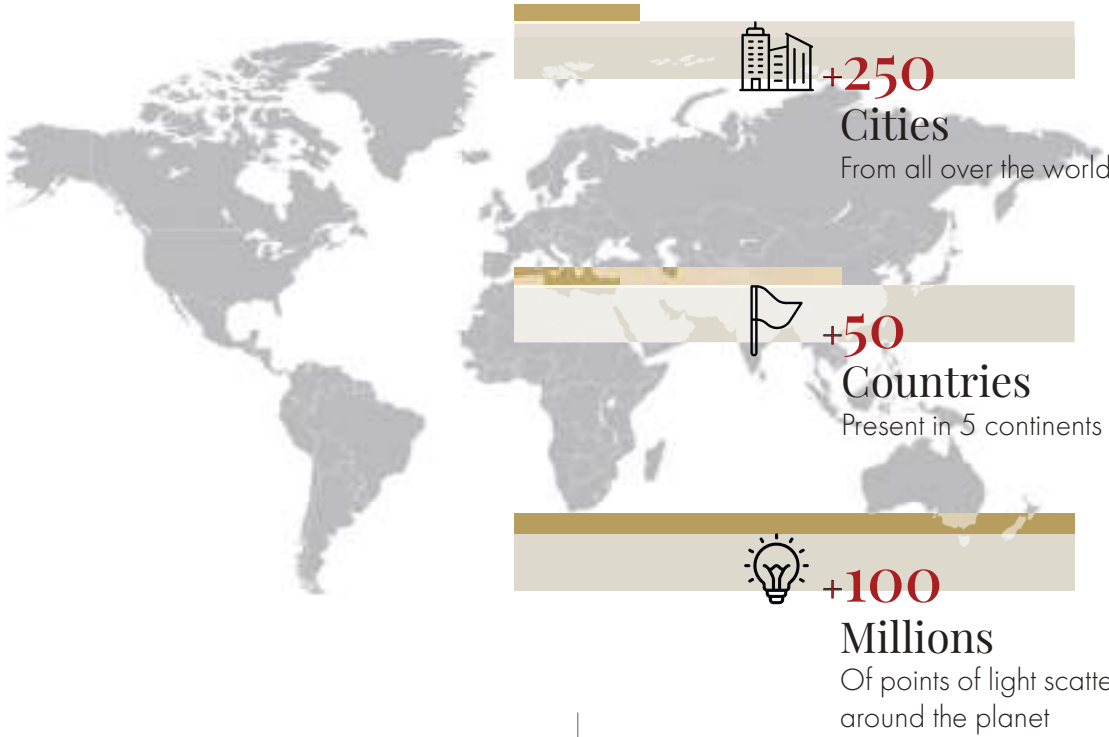 +250
Cities
From all over the world
+50
Countries
Present in 5 continents
+100
Millions
Of points of light scatte
around the planet